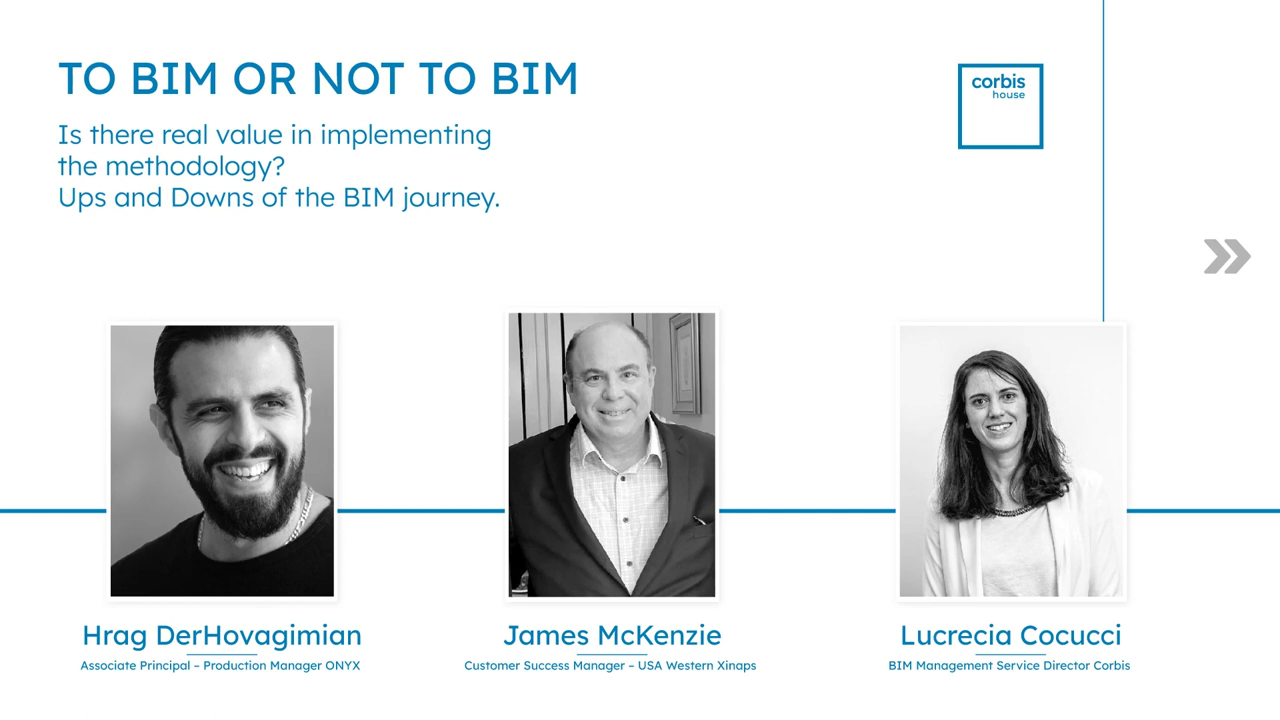 TO BIM OR NOT TO BIM
Is there real value in implementing
the methodology?
Ups and Downs of the BIM journey.
corbis
house
Hrag DerHovagimian
Associate Principal – Production Manager ONYX
James McKenzie
Customer Success Manager – USA Western Xinaps
Lucrecia Cocucci
BIM Management Service Director Corbis